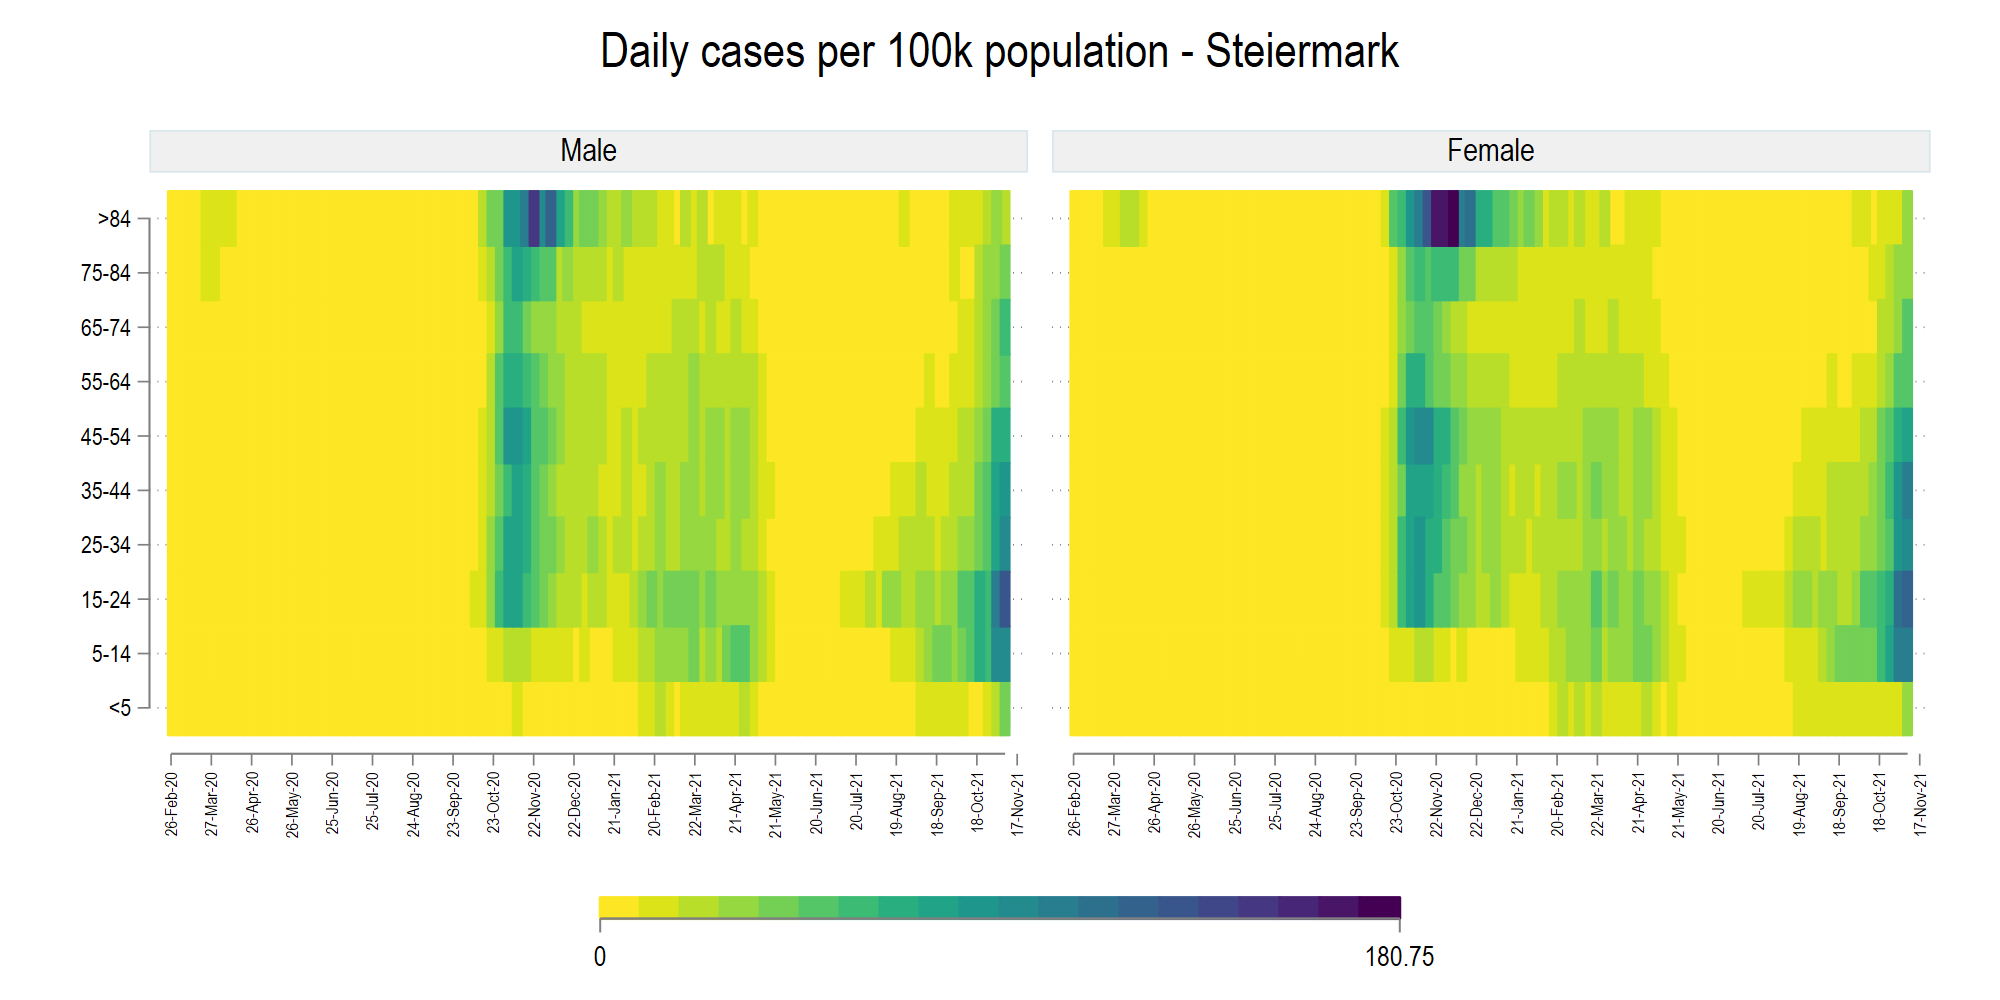 Daily cases per 100k population - Steiermark
Male
Female
>84
75-84
65-74
55-64
45-54
35-44
25-34
15-24
5-14
<5
26-Feb-20
27-Mar-20
26-Apr-20
26-May-20
25-Jun-20
25-Jul-20
24-Aug-20
23-Sep-20
23-Oct-20
22-Nov-20
22-Dec-20
21-Jan-21
20-Feb-21
22-Mar-21
21-Apr-21
21-May-21
20-Jun-21
20-Jul-21
19-Aug-21
18-Sep-21
18-Oct-21
17-Nov-21
26-Feb-20
27-Mar-20
26-Apr-20
26-May-20
25-Jun-20
25-Jul-20
24-Aug-20
23-Sep-20
23-Oct-20
22-Nov-20
22-Dec-20
21-Jan-21
20-Feb-21
22-Mar-21
21-Apr-21
21-May-21
20-Jun-21
20-Jul-21
19-Aug-21
18-Sep-21
18-Oct-21
17-Nov-21
0
180.75